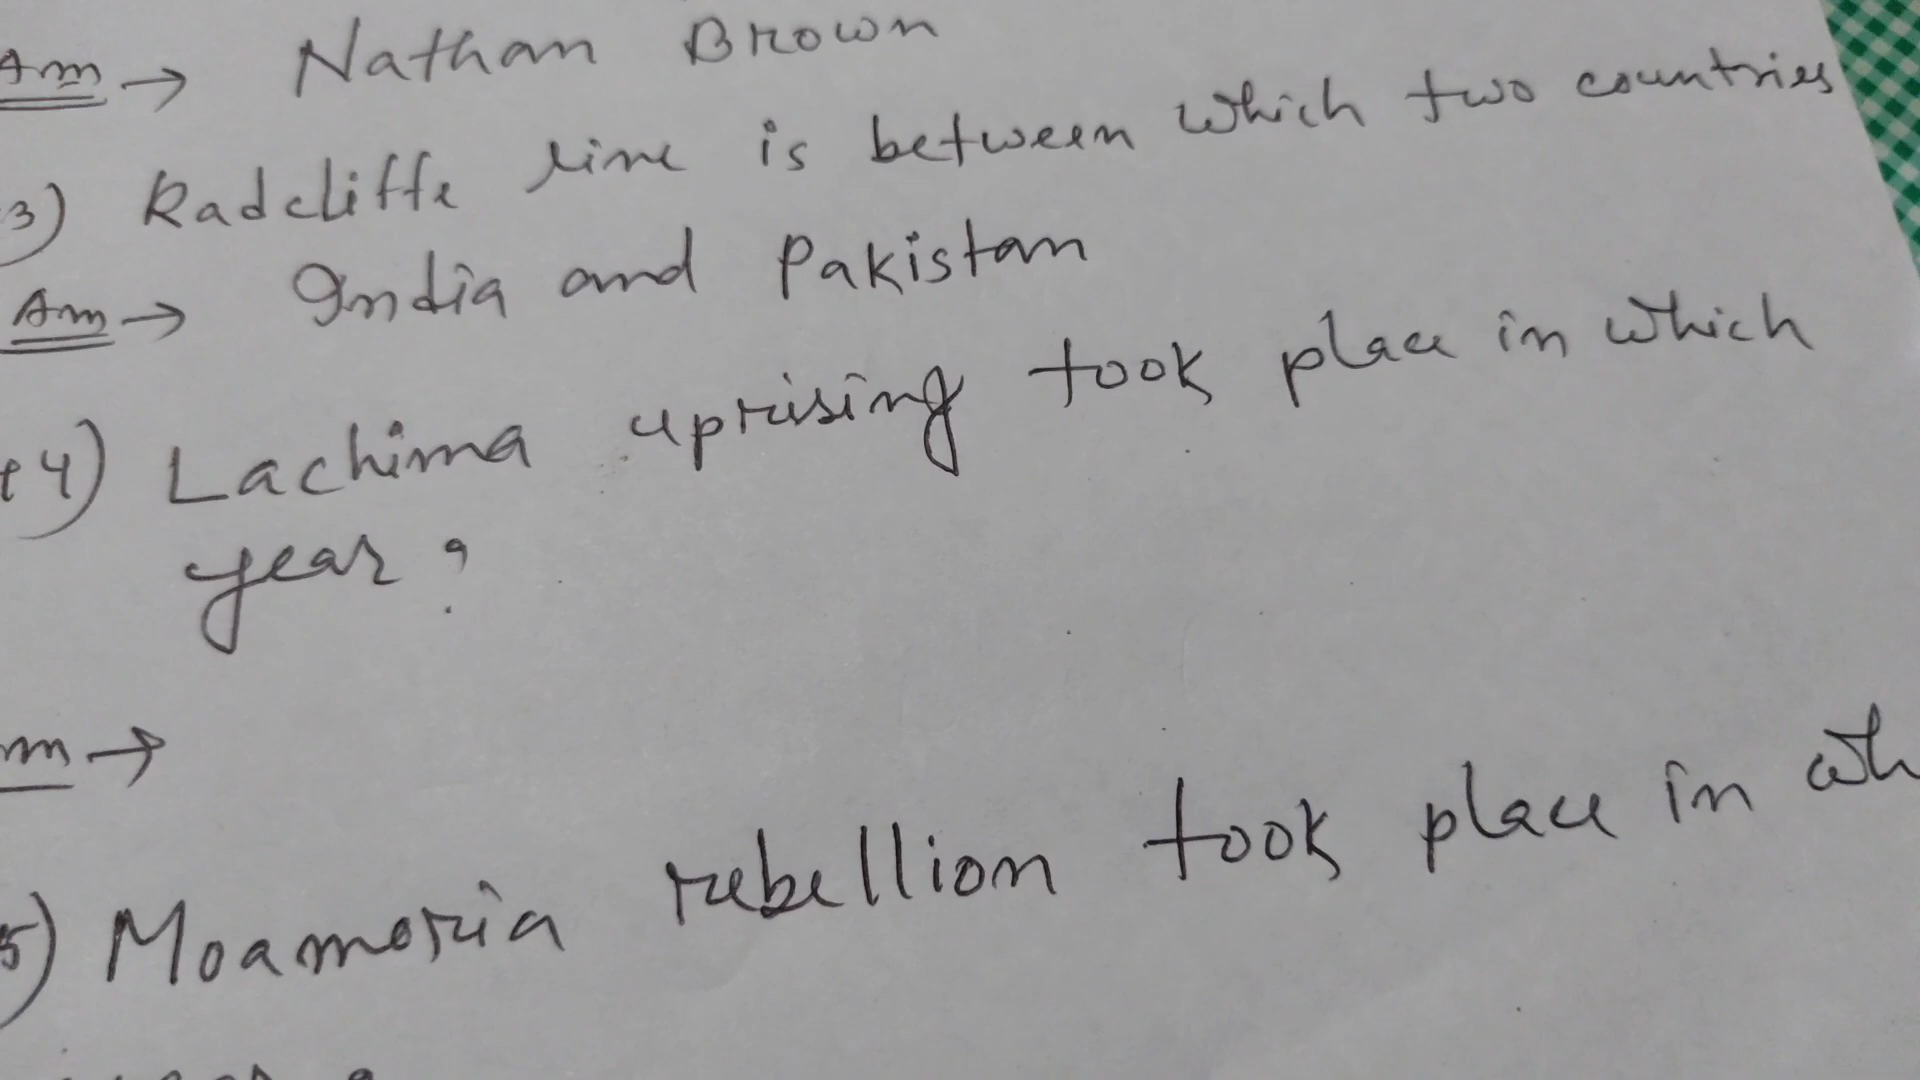 Ans → Nathan Brown
3) Radcliffe line is between which two countries
Ans → India and Pakistan
4) Lachima uprising took place in which
year ?
→
5) Moamoria rebellion took place in wh